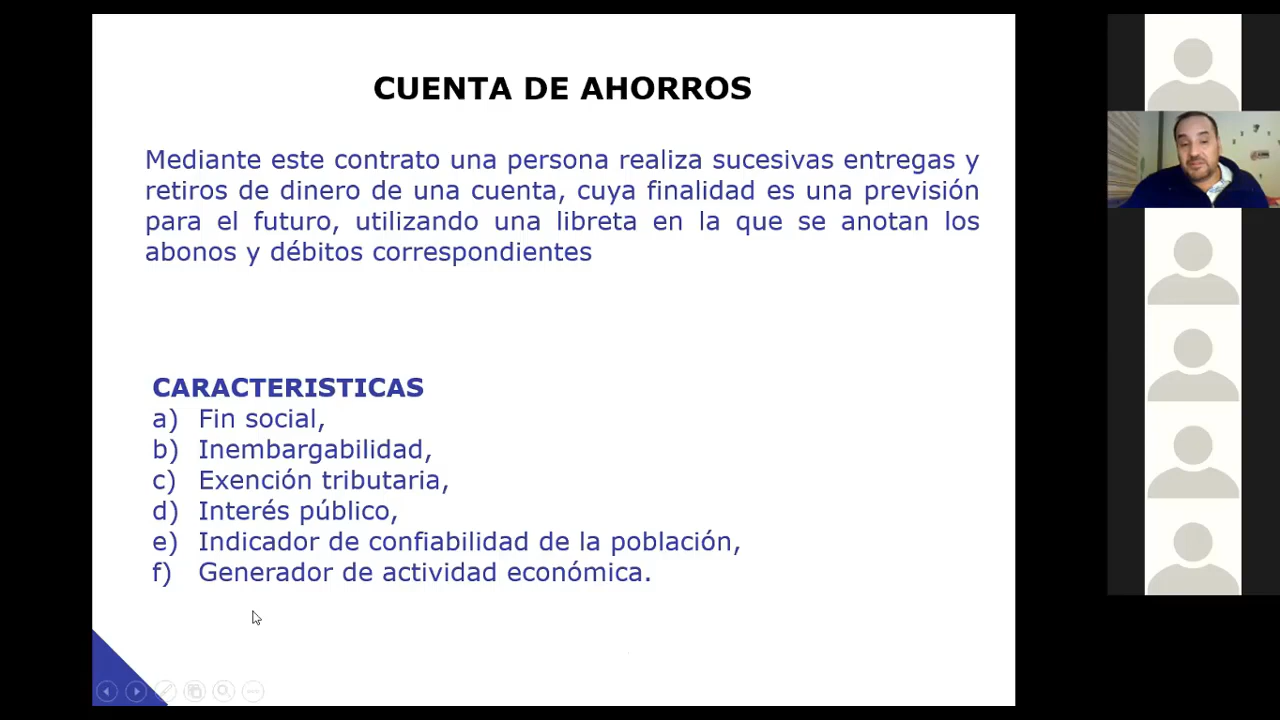 CUENTA DE AHORROS
Mediante este contrato una persona realiza sucesivas entregas y
retiros de dinero de una cuenta, cuya finalidad es una previsión
para el futuro, utilizando una libreta en la que se anotan los
abonos y débitos correspondientes
CARACTERISTICAS
a) Fin social,
b) Inembargabilidad,
c) Exención tributaria,
d) Interés público,
e) Indicador de confiabilidad de la población,
f) Generador de actividad económica.